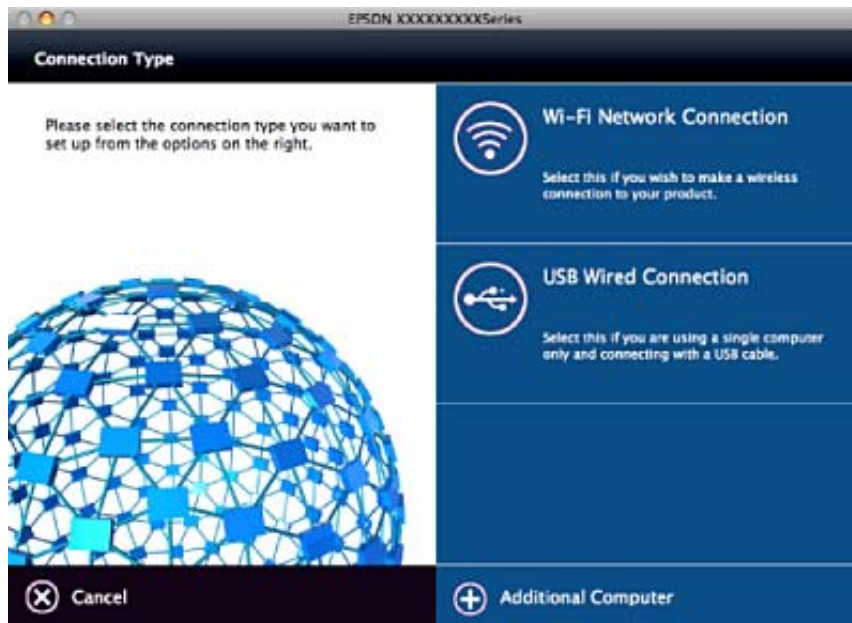 EPSON XXXXXXXXXSeries
Connection Type
Please select the connection type you want to
set up from the options on the right.
Wi-Fi Network Connection
Select this if you wish to make a wireless
connection to your product.
USB Wired Connection
Select this if you are using a single computer
only and connecting with a USB cable.
Cancel
Additional Computer